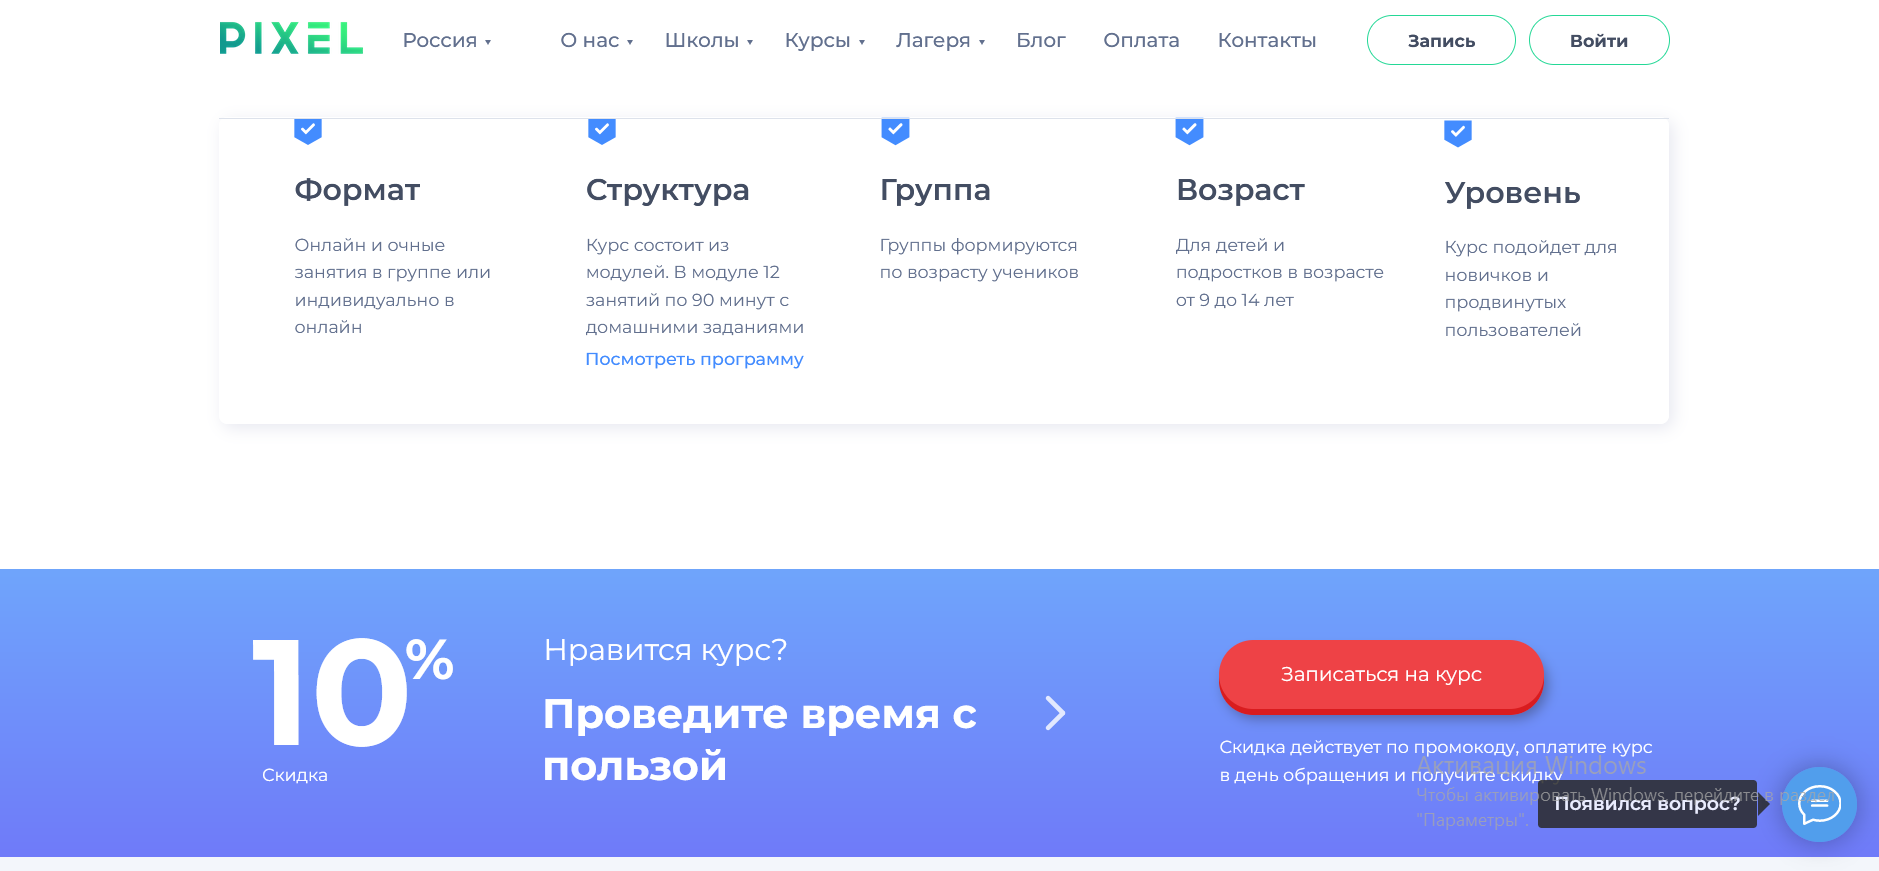 PIXEL Россия О нас Школы Курсы Лагеря Блог Оплата Контакты Запись Войти
Формат
Онлайн и очные
занятия в группе или
индивидуально в
онлайн
Структура
Курс состоит из
модулей. В модуле 12
занятий по 90 минут с
домашними заданиями
Посмотреть программу
Группа
Группы формируются
по возрасту учеников
Возраст
Для детей и
подростков в возрасте
от 9 до 14 лет
Уровень
Курс подойдет для
новичков и
продвинутых
пользователей
10%
Скидка
Нравится курс?
Проведите время с
пользой
Записаться на курс
Скидка действует по промокоду, оплатите курс
в день обращения и получите скидку
Активация Windows
Чтобы активировать Windows, перейдите в раздел
"Параметры".
Появился вопрос?